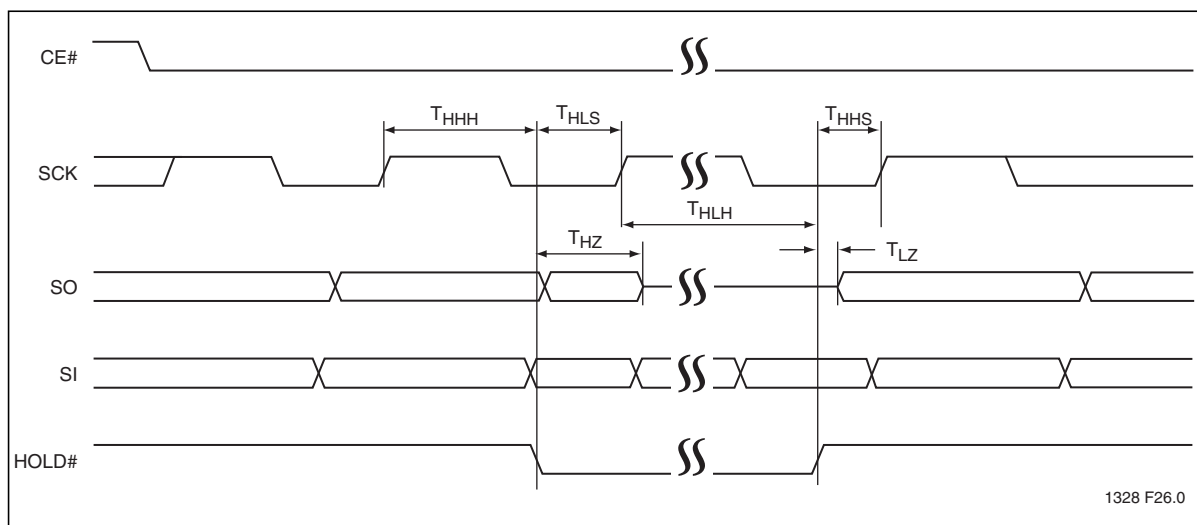 CE#
T_HHH T_HLS T_HHS
SCK
T_HLH
T_HZ T_LZ
SO
SI
HOLD#
1328 F26.0